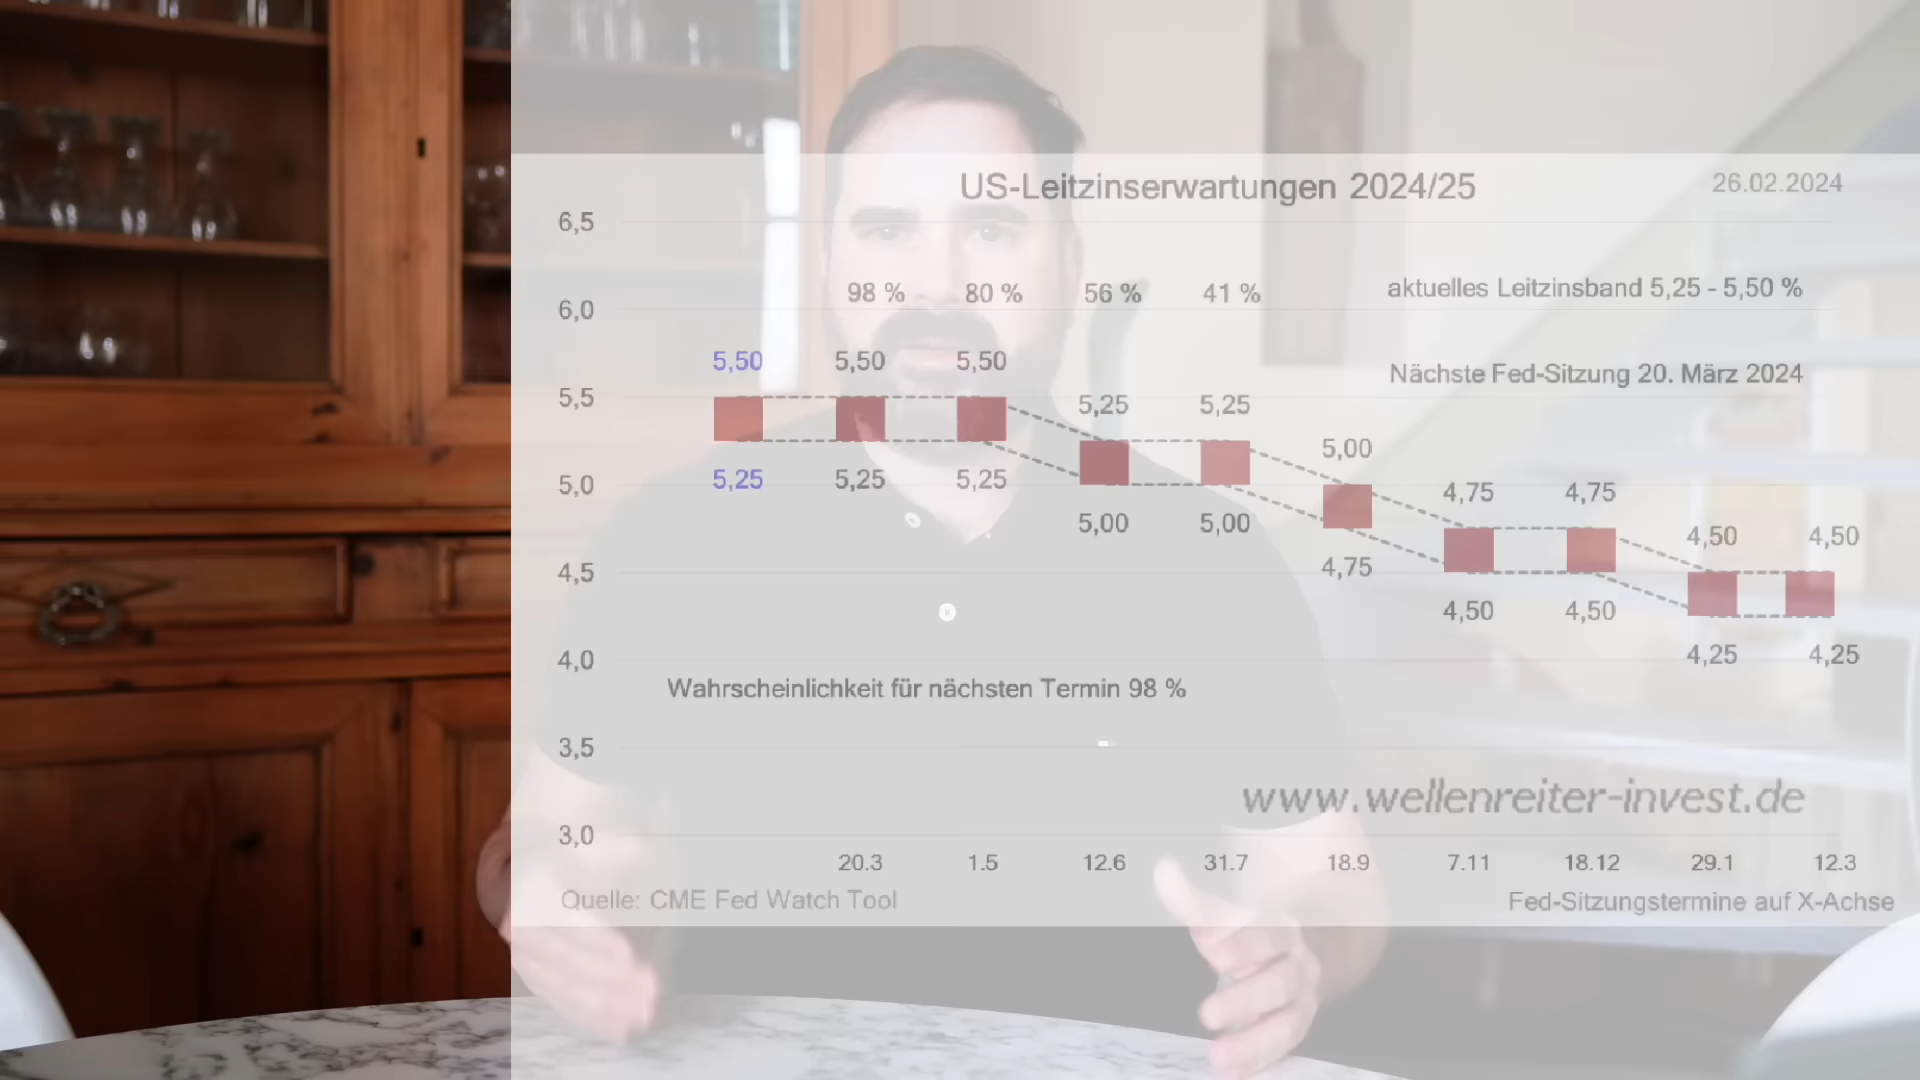 US-Leitzinserwartungen 2024/25
26.02.2024
6,5
98 % 80 % 56 % 41 %
aktuelles Leitzinsband 5,25 - 5,50 %
6,0
5,50 5,50 5,50
Nächste Fed-Sitzung 20. März 2024
5,5
5,25 5,25
5,00
5,0
5,25 5,25 5,25
4,75 4,75
5,00 5,00
4,50 4,50
4,5
4,75
4,50 4,50
4,0
4,25 4,25
Wahrscheinlichkeit für nächsten Termin 98 %
3,5
www.wellenreiter-invest.de
3,0
20.3 1.5 12.6 31.7 18.9 7.11 18.12 29.1 12.3
Quelle: CME Fed Watch Tool
Fed-Sitzungstermine auf X-Achse